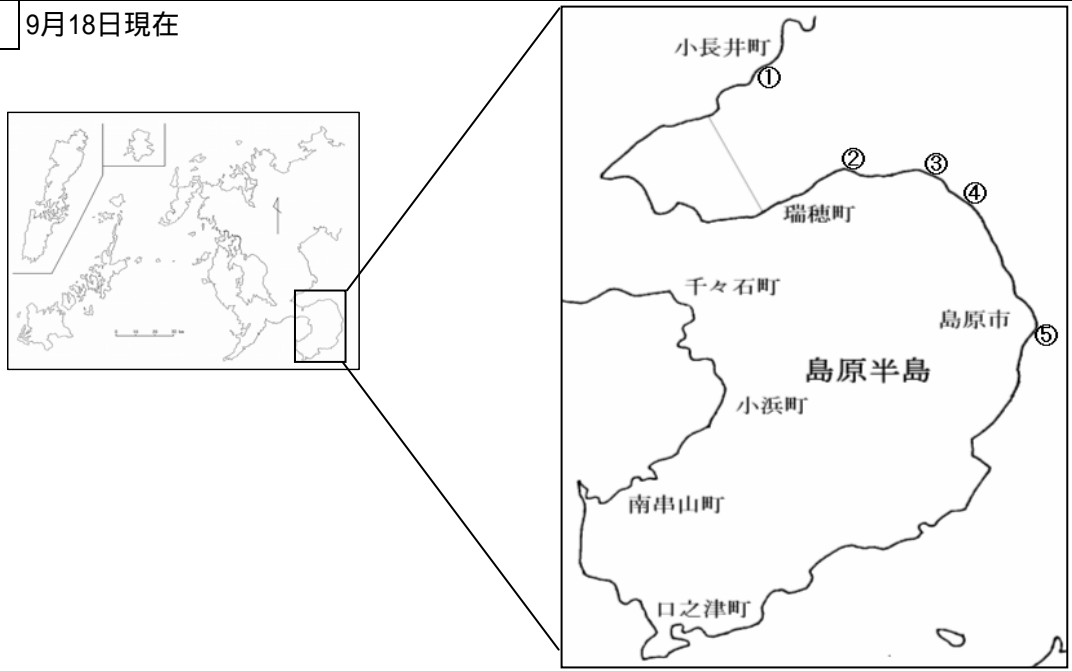 9月18日現在
小長井町
①
②
③
④
瑞穂町
千々石町
島原市
⑤
島原半島
小浜町
南串山町
口之津町